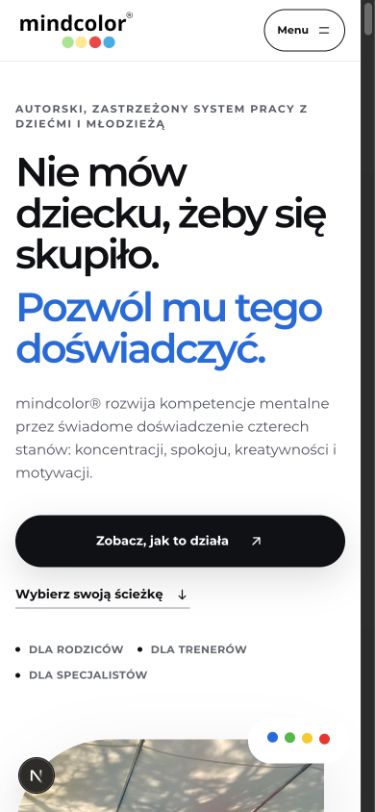 mindcolor®
Menu
AUTORSKI, ZASTRZEŻONY SYSTEM PRACY Z
DZIEĆMI I MŁODZIEŻĄ
Nie mów
dziecku, żeby się
skupiło.
Pozwól mu tego
doświadczyć.
mindcolor® rozwija kompetencje mentalne
przez świadome doświadczenie czterech
stanów: koncentracji, spokoju, kreatywności i
motywacji.
Zobacz, jak to działa
Wybierz swoją ścieżkę
DLA RODZICÓW
DLA TRENERÓW
DLA SPECJALISTÓW
N